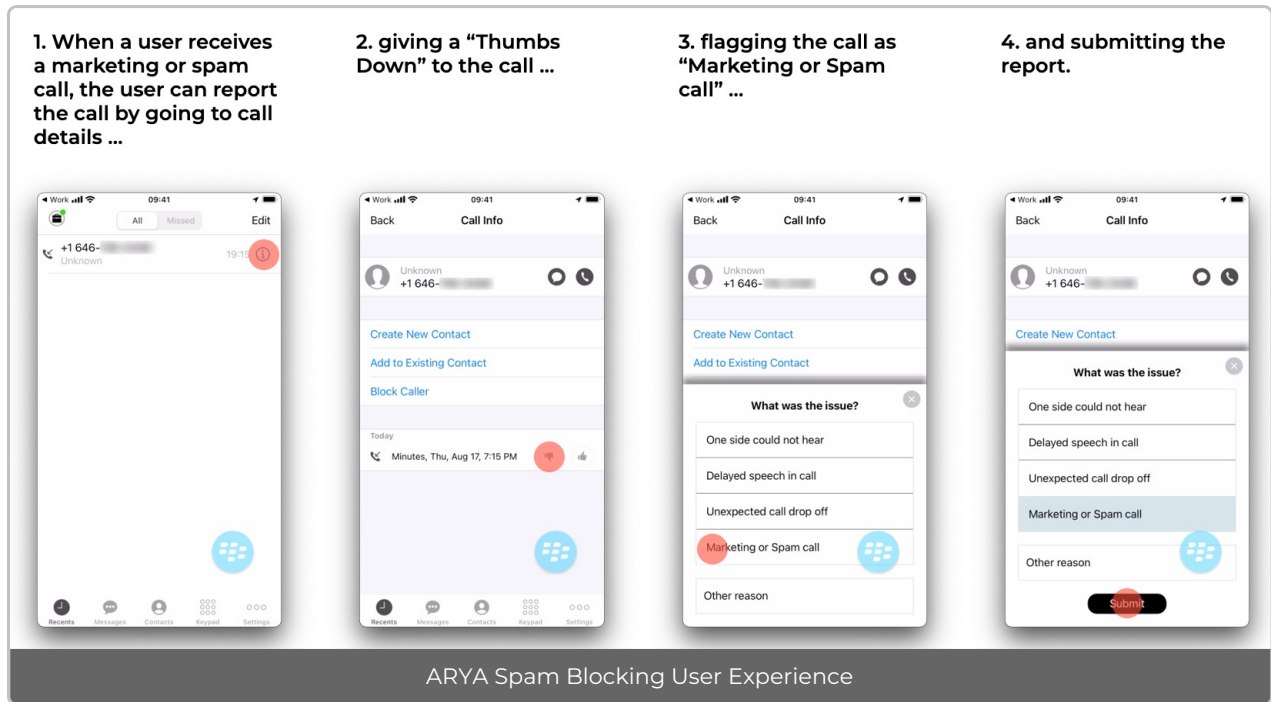 1. When a user receives
a marketing or spam
call, the user can report
the call by going to call
details ...
2. giving a “Thumbs
Down” to the call ...
3. flagging the call as
“Marketing or Spam
call” ...
4. and submitting the
report.
Work 09:41
All Missed Edit
+1 646-
Unknown
19:15
Recents Messages Contacts Keypad Settings
Work 09:41
Back Call Info
Unknown
+1 646-
Create New Contact
Add to Existing Contact
Block Caller
Today
Minutes, Thu, Aug 17, 7:15 PM
Recents Messages Contacts Keypad Settings
Work 09:41
Back Call Info
Unknown
+1 646-
Create New Contact
Add to Existing Contact
What was the issue?
One side could not hear
Delayed speech in call
Unexpected call drop off
Marketing or Spam call
Other reason
Work 09:41
Back Call Info
Unknown
+1 646-
Create New Contact
What was the issue?
One side could not hear
Delayed speech in call
Unexpected call drop off
Marketing or Spam call
Other reason
Submit
ARYA Spam Blocking User Experience